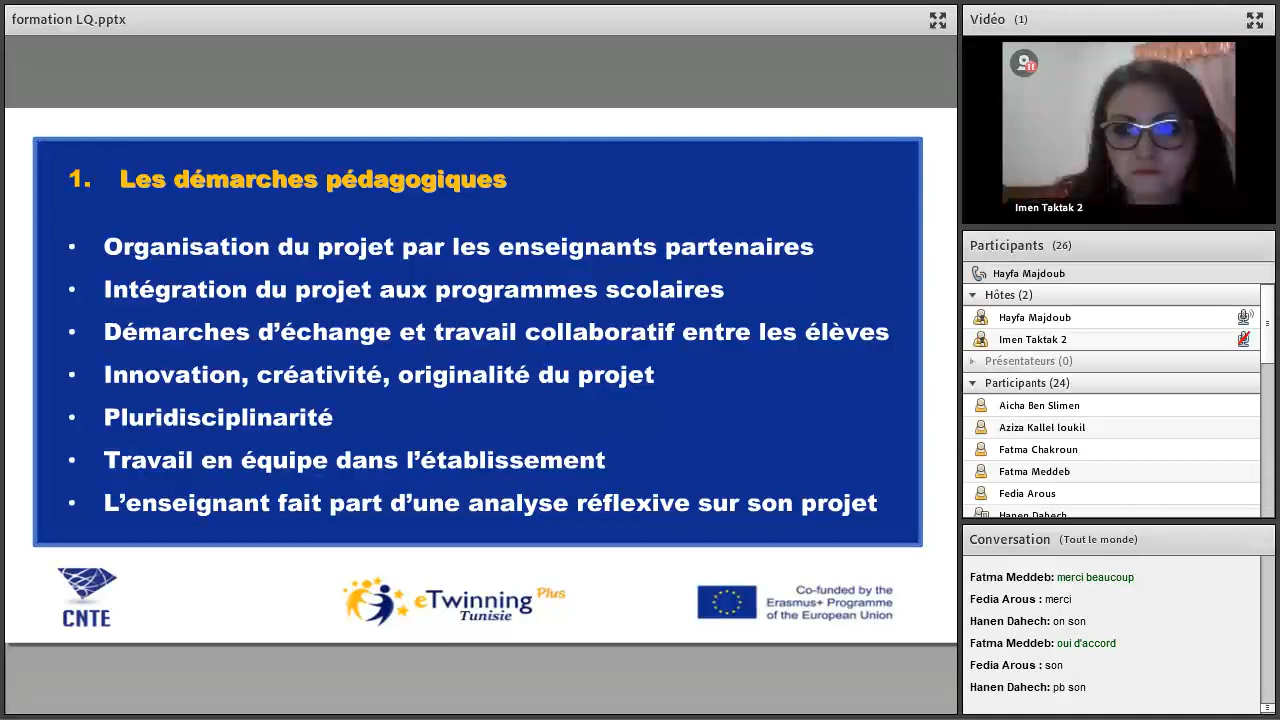 formation LQ.pptx
1. Les démarches pédagogiques
• Organisation du projet par les enseignants partenaires
• Intégration du projet aux programmes scolaires
• Démarches d’échange et travail collaboratif entre les élèves
• Innovation, créativité, originalité du projet
• Pluridisciplinarité
• Travail en équipe dans l’établissement
• L’enseignant fait part d’une analyse réflexive sur son projet
CNTE
eTwinning Plus
Tunisie
Co-funded by the
Erasmus+ Programme
of the European Union
Vidéo (1)
Imen Taktak 2
Participants (26)
Hayfa Majdoub
Hôtes (2)
Hayfa Majdoub
Imen Taktak 2
Présentateurs (0)
Participants (24)
Aicha Ben Slimen
Aziza Kallel loukil
Fatma Chakroun
Fatma Meddeb
Fedia Arous
Hanen Dahech
Conversation (Tout le monde)
Fatma Meddeb: merci beaucoup
Fedia Arous : merci
Hanen Dahech: on son
Fatma Meddeb: oui d'accord
Fedia Arous : son
Hanen Dahech: pb son